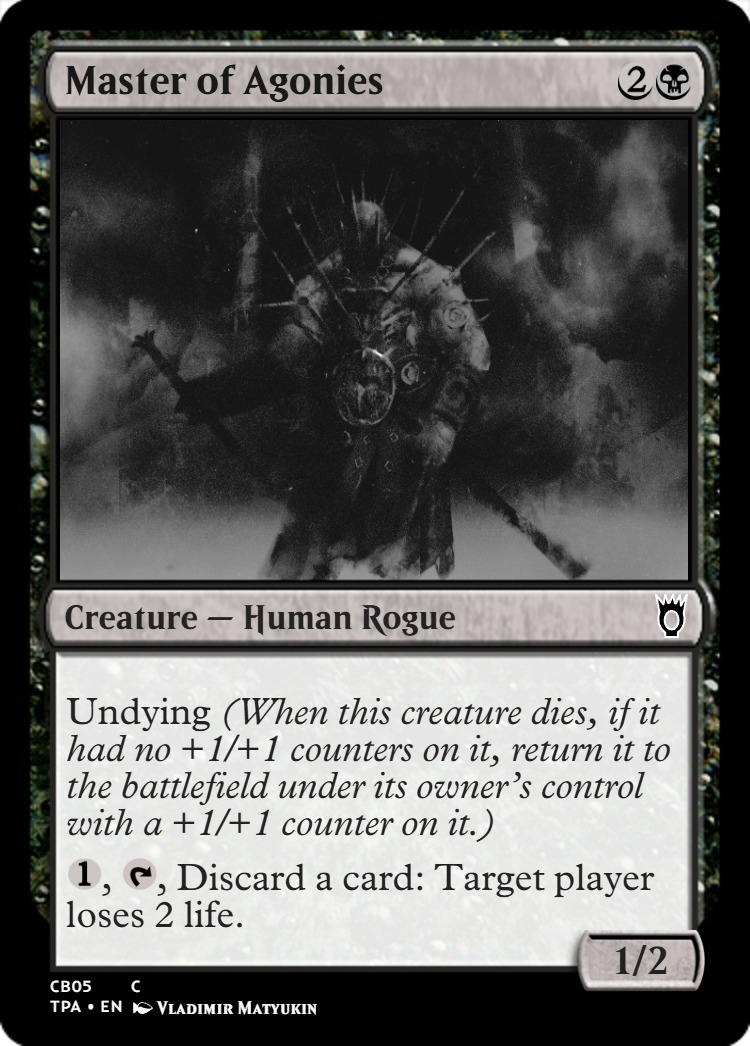 Master of Agonies 2
Creature — Human Rogue
Undying (When this creature dies, if it
had no +1/+1 counters on it, return it to
the battlefield under its owner’s control
with a +1/+1 counter on it.)
1, , Discard a card: Target player
loses 2 life.
1/2
CB05 C
TPA • EN Vladimir Matyukin